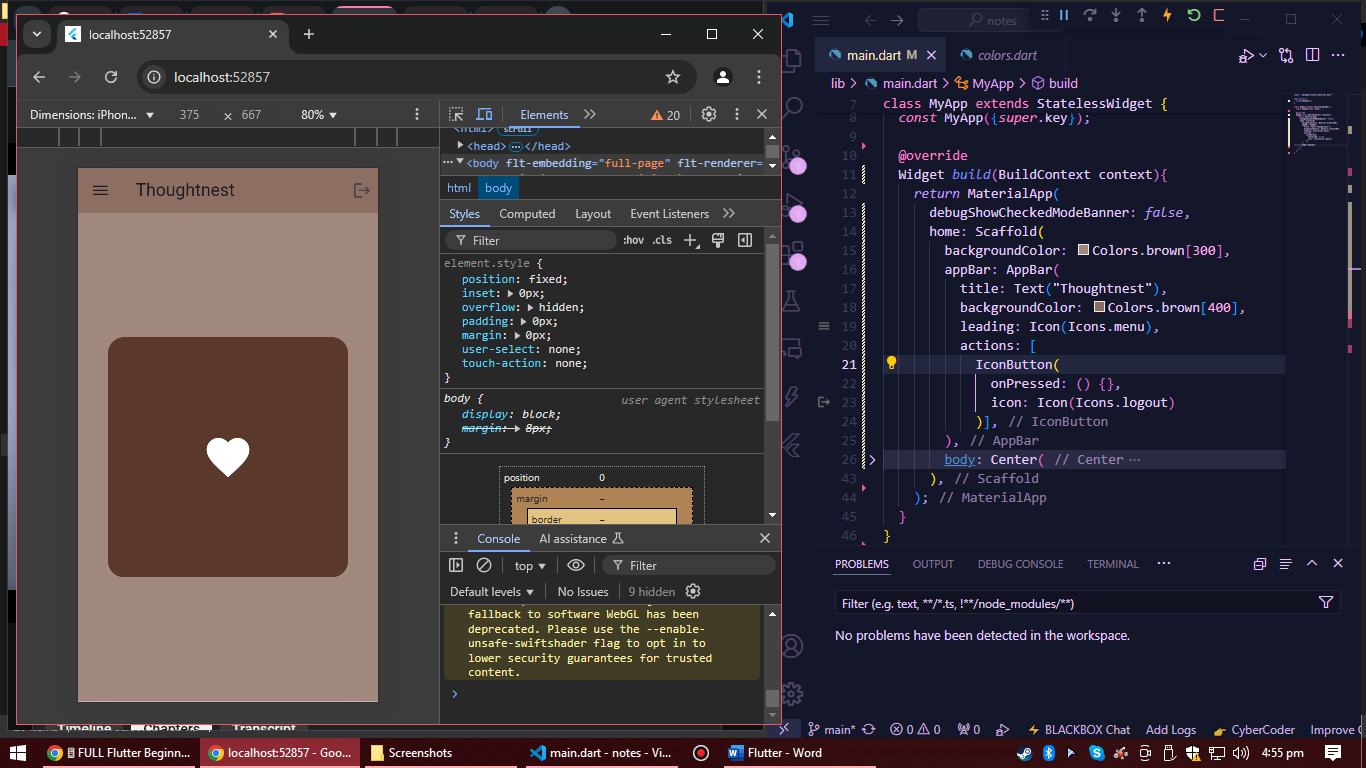 localhost:52857
localhost:52857
Dimensions: iPhon... ▼ 375 × 667 80% ▼
Elements
20
<html> scroll
<head> ⋯ </head>
⋯ <body flt-embedding="full-page" flt-renderer=
html body
Styles Computed Layout Event Listeners
Filter :hov .cls
element.style {
position: fixed;
inset: 0px;
overflow: hidden;
padding: 0px;
margin: 0px;
user-select: none;
touch-action: none;
}
body { user agent stylesheet
display: block;
margin: 8px;
}
position 0
margin –
border –
Console AI assistance
top ▼ Filter
Default levels ▼ No Issues 9 hidden
fallback to software WebGL has been
deprecated. Please use the --enable-
unsafe-swiftshader flag to opt in to
lower security guarantees for trusted
content.
Thoughtnest
Timeline Chapters Transcript
notes
main.dart M colors.dart
lib > main.dart > MyApp > build
7 class MyApp extends StatelessWidget {
8 const MyApp({super.key});
9
10 @override
11 Widget build(BuildContext context){
12 return MaterialApp(
13 debugShowCheckedModeBanner: false,
14 home: Scaffold(
15 backgroundColor: Colors.brown[300],
16 appBar: AppBar(
17 title: Text("Thoughtnest"),
18 backgroundColor: Colors.brown[400],
19 leading: Icon(Icons.menu),
20 actions: [
21 IconButton(
22 onPressed: () {},
23 icon: Icon(Icons.logout)
24 )], // IconButton
25 ), // AppBar
26 body: Center( // Center ⋯
43 ), // Scaffold
44 ); // MaterialApp
45 }
46 }
1
1
1
PROBLEMS OUTPUT DEBUG CONSOLE TERMINAL
Filter (e.g. text, **/*.ts, !**/node_modules/**)
No problems have been detected in the workspace.
main* 0 0 0 BLACKBOX Chat Add Logs CyberCoder Improve C
FULL Flutter Beginn... localhost:52857 - Goo... Screenshots main.dart - notes - Vi... Flutter - Word 4:55 pm